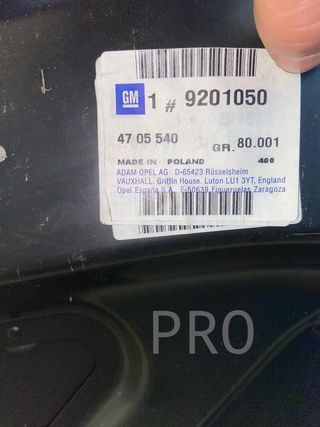 GM 1 # 9201050
47 05 540 GR. 80.001
MADE IN POLAND 400
ADAM OPEL AG D-65423 Rüsselsheim
VAUXHALL. Griffin House. Luton LU1 3YT, England
Opel España S.A. E-50639 Figueruelas Zaragoza
PRO